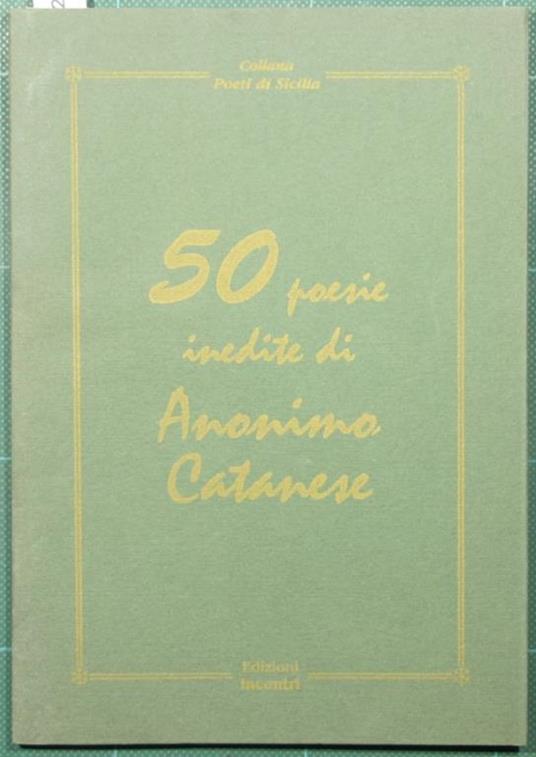 Collana
Poeti di Sicilia
50 poesie
inedite di
Anonimo
Catanese
Edizioni
Incontri